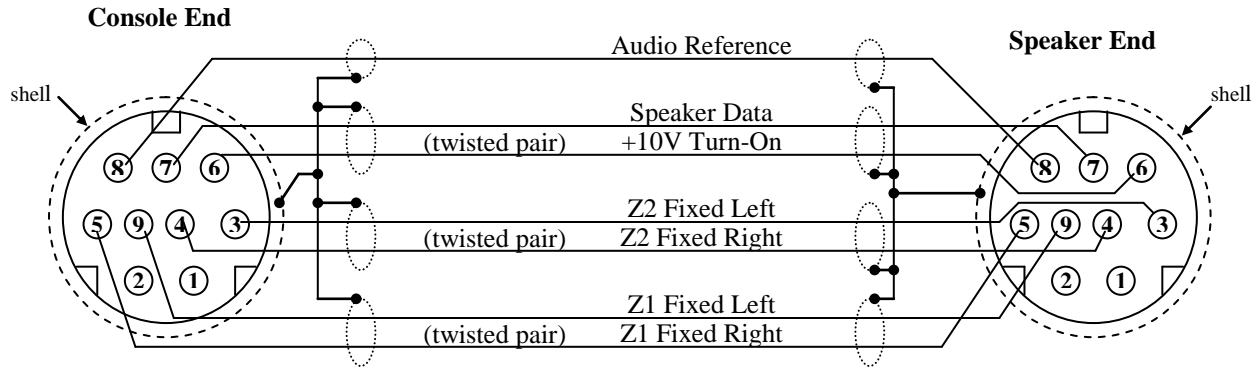 Console End
Speaker End
Audio Reference
shell
shell
Speaker Data
(twisted pair) +10V Turn-On
8 7 6
8 7 6
Z2 Fixed Left
5 9 4 3
5 9 4 3
(twisted pair) Z2 Fixed Right
2 1
2 1
Z1 Fixed Left
(twisted pair) Z1 Fixed Right